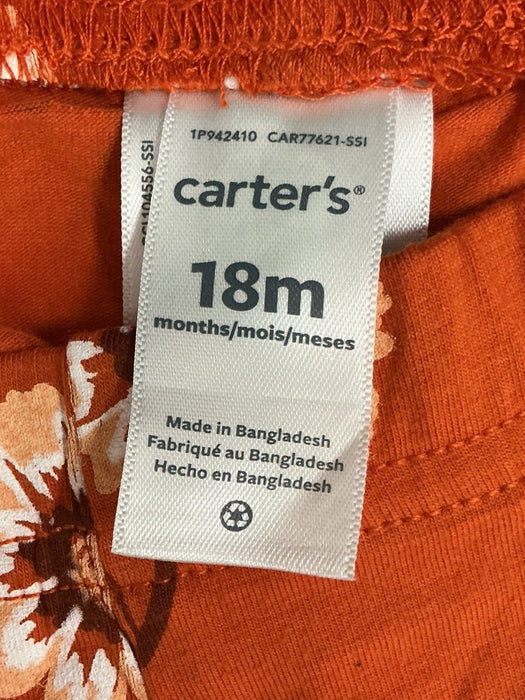 1P942410 CAR77621-SSI
carter's®
18m
months/mois/meses
Made in Bangladesh
Fabriqué au Bangladesh
Hecho en Bangladesh